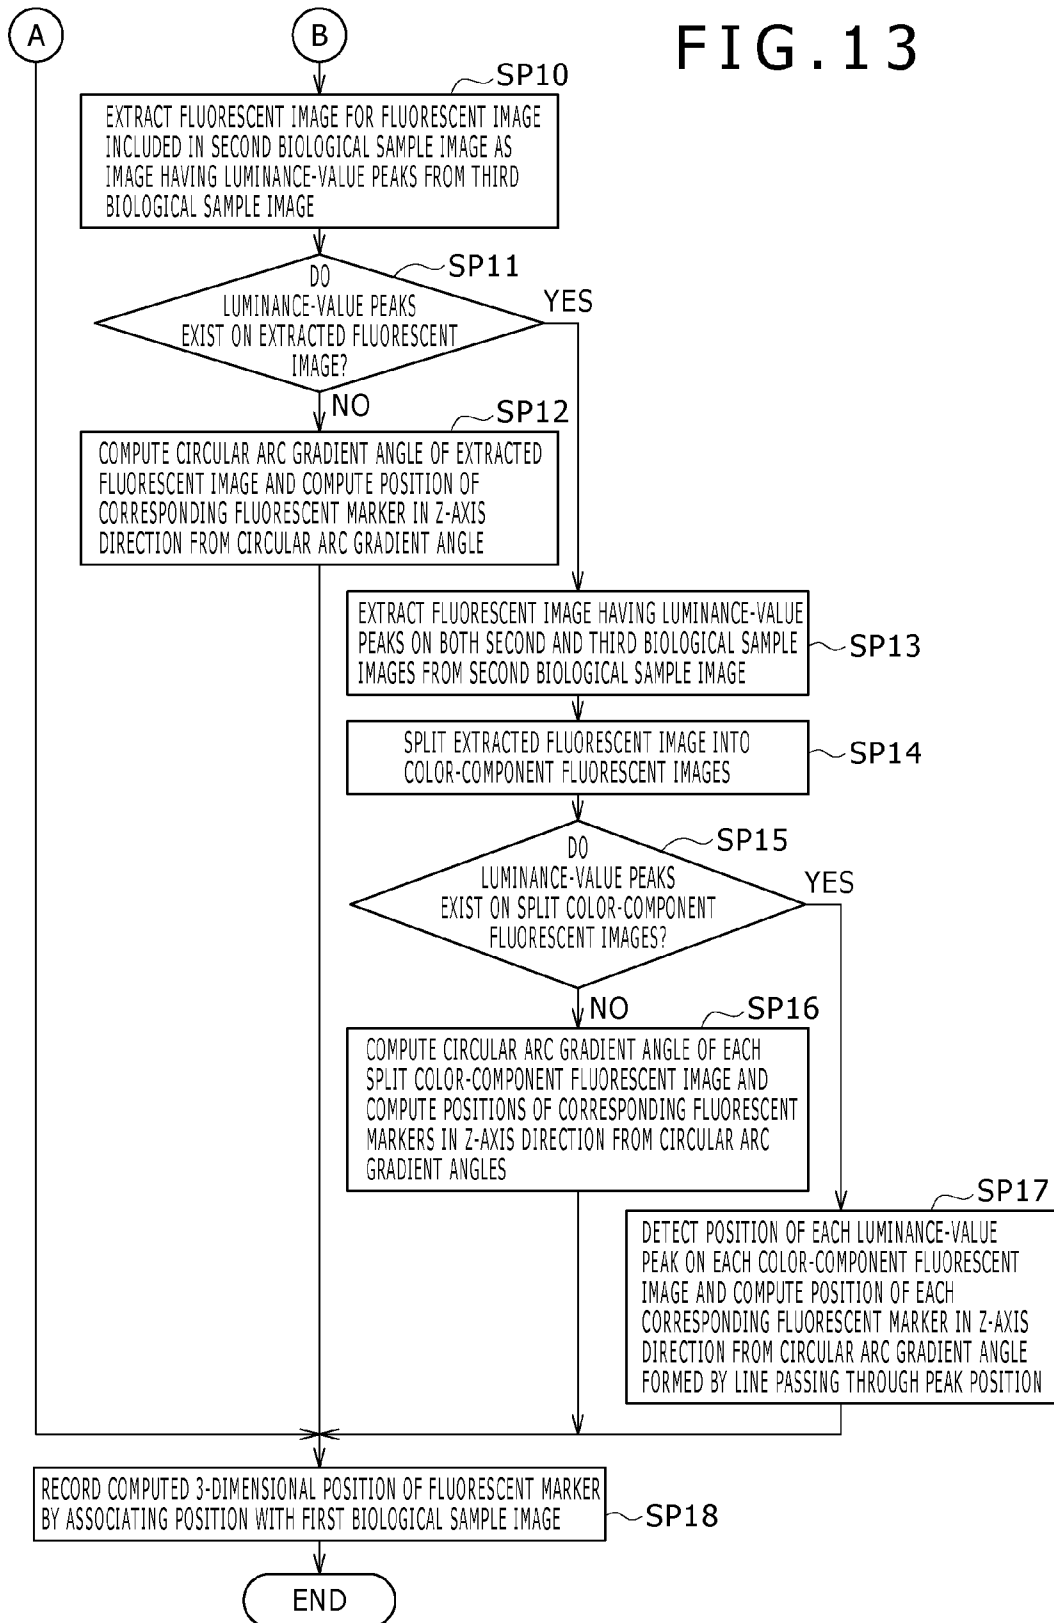 A
B
FIG.13
SP10
EXTRACT FLUORESCENT IMAGE FOR FLUORESCENT IMAGE
INCLUDED IN SECOND BIOLOGICAL SAMPLE IMAGE AS
IMAGE HAVING LUMINANCE-VALUE PEAKS FROM THIRD
BIOLOGICAL SAMPLE IMAGE
SP11
DO
LUMINANCE-VALUE PEAKS
EXIST ON EXTRACTED FLUORESCENT
IMAGE?
YES
NO
SP12
COMPUTE CIRCULAR ARC GRADIENT ANGLE OF EXTRACTED
FLUORESCENT IMAGE AND COMPUTE POSITION OF
CORRESPONDING FLUORESCENT MARKER IN Z-AXIS
DIRECTION FROM CIRCULAR ARC GRADIENT ANGLE
EXTRACT FLUORESCENT IMAGE HAVING LUMINANCE-VALUE
PEAKS ON BOTH SECOND AND THIRD BIOLOGICAL SAMPLE
IMAGES FROM SECOND BIOLOGICAL SAMPLE IMAGE
SP13
SPLIT EXTRACTED FLUORESCENT IMAGE INTO
COLOR-COMPONENT FLUORESCENT IMAGES
SP14
SP15
DO
LUMINANCE-VALUE PEAKS
EXIST ON SPLIT COLOR-COMPONENT
FLUORESCENT IMAGES?
YES
NO
SP16
COMPUTE CIRCULAR ARC GRADIENT ANGLE OF EACH
SPLIT COLOR-COMPONENT FLUORESCENT IMAGE AND
COMPUTE POSITIONS OF CORRESPONDING FLUORESCENT
MARKERS IN Z-AXIS DIRECTION FROM CIRCULAR ARC
GRADIENT ANGLES
SP17
DETECT POSITION OF EACH LUMINANCE-VALUE
PEAK ON EACH COLOR-COMPONENT FLUORESCENT
IMAGE AND COMPUTE POSITION OF EACH
CORRESPONDING FLUORESCENT MARKER IN Z-AXIS
DIRECTION FROM CIRCULAR ARC GRADIENT ANGLE
FORMED BY LINE PASSING THROUGH PEAK POSITION
RECORD COMPUTED 3-DIMENSIONAL POSITION OF FLUORESCENT MARKER
BY ASSOCIATING POSITION WITH FIRST BIOLOGICAL SAMPLE IMAGE
SP18
END